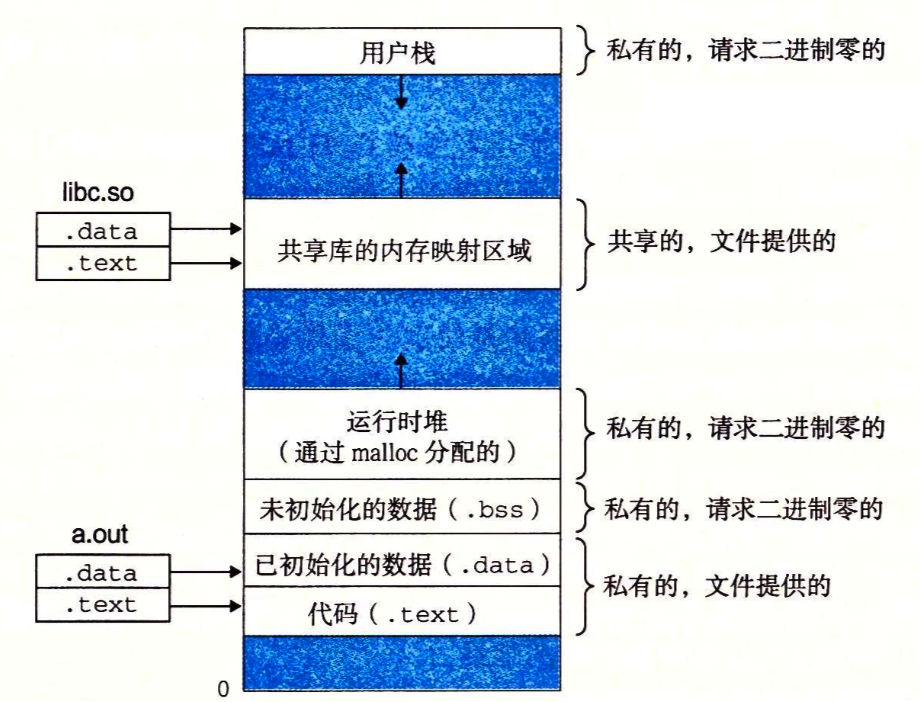 用户栈
私有的，请求二进制零的
libc.so
.data
.text
共享库的内存映射区域
共享的，文件提供的
运行时堆
（通过 malloc 分配的）
私有的，请求二进制零的
未初始化的数据（.bss）
私有的，请求二进制零的
a.out
.data
.text
已初始化的数据（.data）
代码（.text）
私有的，文件提供的
0